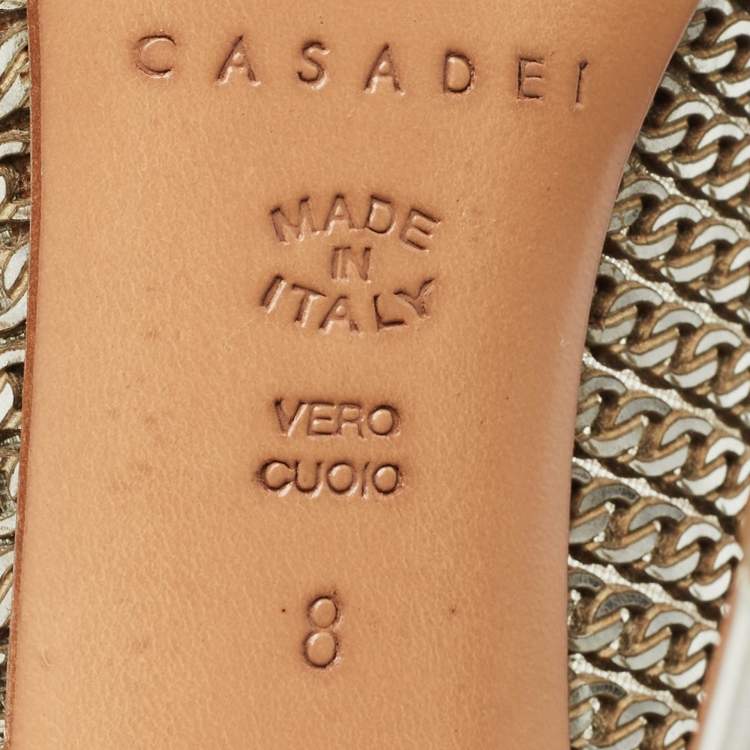 CASADEI
MADE
IN
ITALY
VERO
CUOIO
8